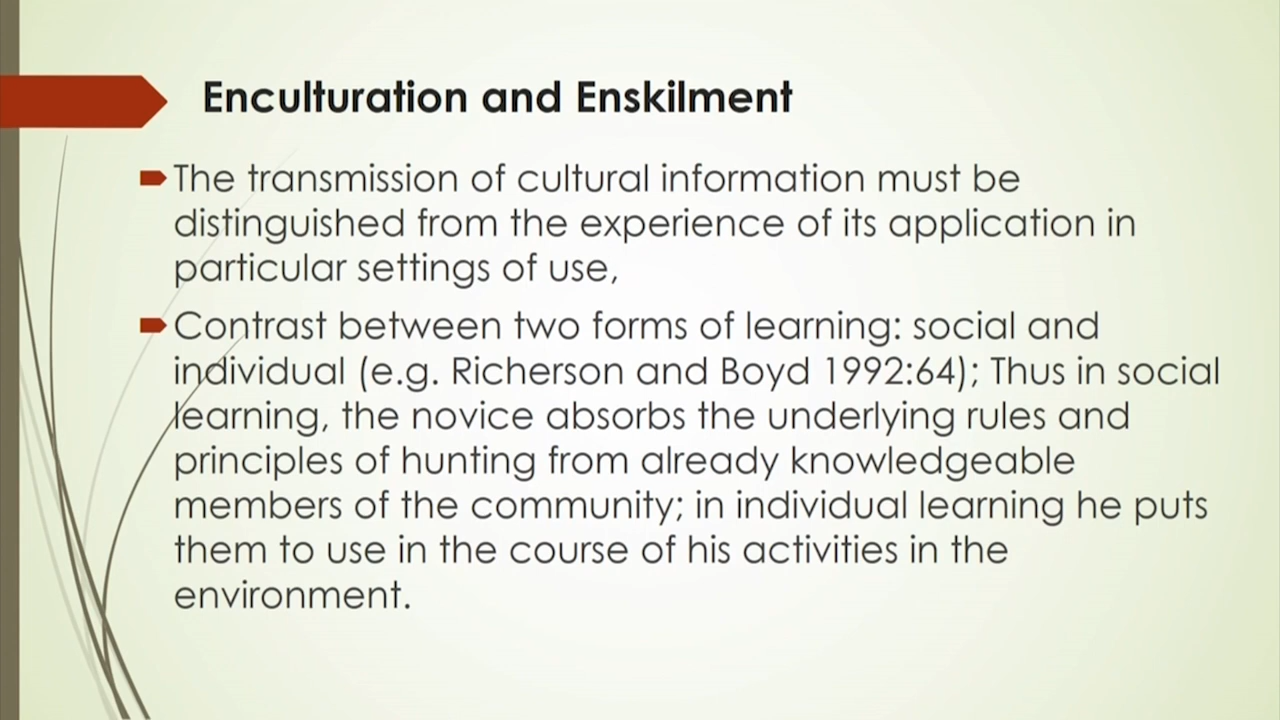 Enculturation and Enskilment
The transmission of cultural information must be
distinguished from the experience of its application in
particular settings of use,
Contrast between two forms of learning: social and
individual (e.g. Richerson and Boyd 1992:64); Thus in social
learning, the novice absorbs the underlying rules and
principles of hunting from already knowledgeable
members of the community; in individual learning he puts
them to use in the course of his activities in the
environment.